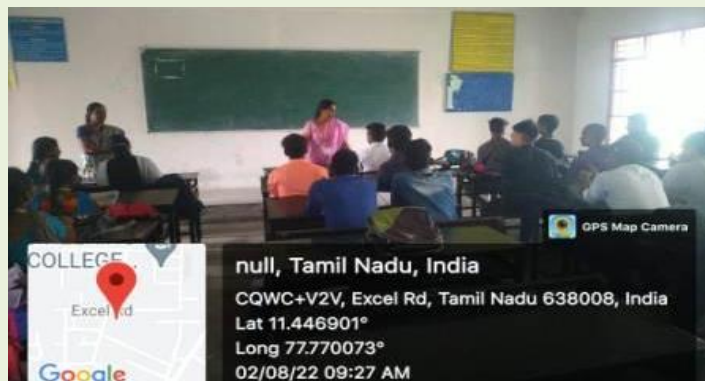 GPS Map Camera
COLLEGE
Excel Rd
Google
null, Tamil Nadu, India
CQWC+V2V, Excel Rd, Tamil Nadu 638008, India
Lat 11.446901°
Long 77.770073°
02/08/22 09:27 AM